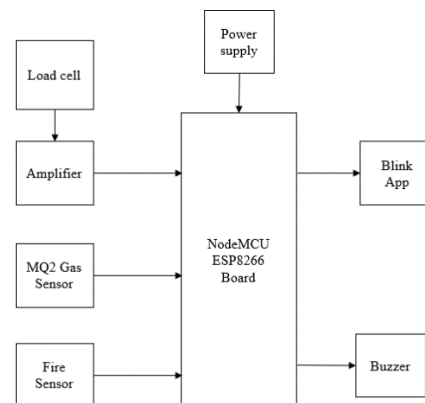 Power
supply
Load cell
Amplifier
Blink
App
NodeMCU
ESP8266
Board
MQ2 Gas
Sensor
Fire
Sensor
Buzzer